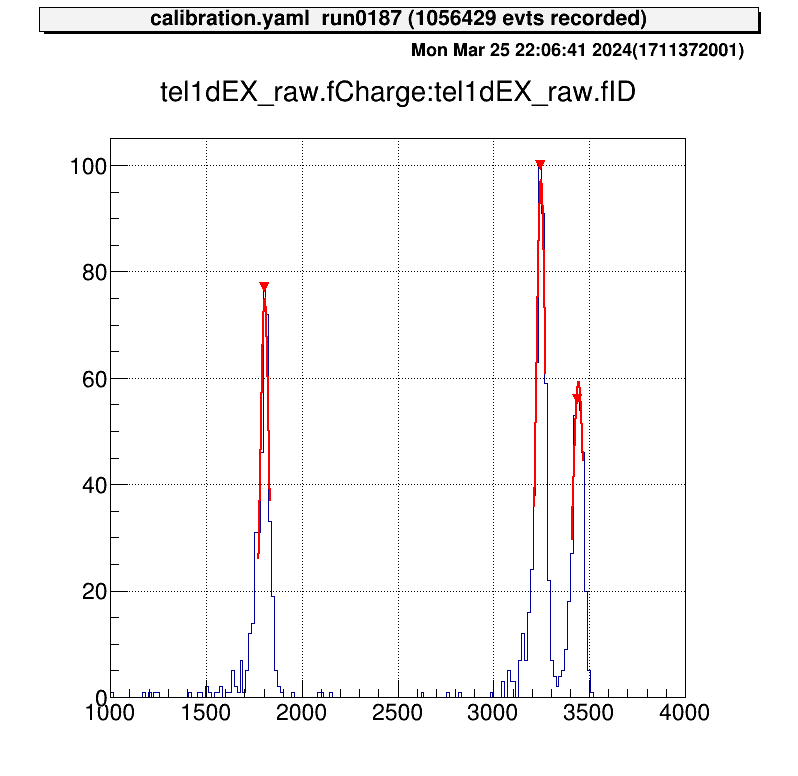 calibration.yaml run0187 (1056429 evts recorded)
Mon Mar 25 22:06:41 2024(1711372001)
tel1dEX_raw.fCharge:tel1dEX_raw.fID
100
80
60
40
20
0
1000 1500 2000 2500 3000 3500 4000